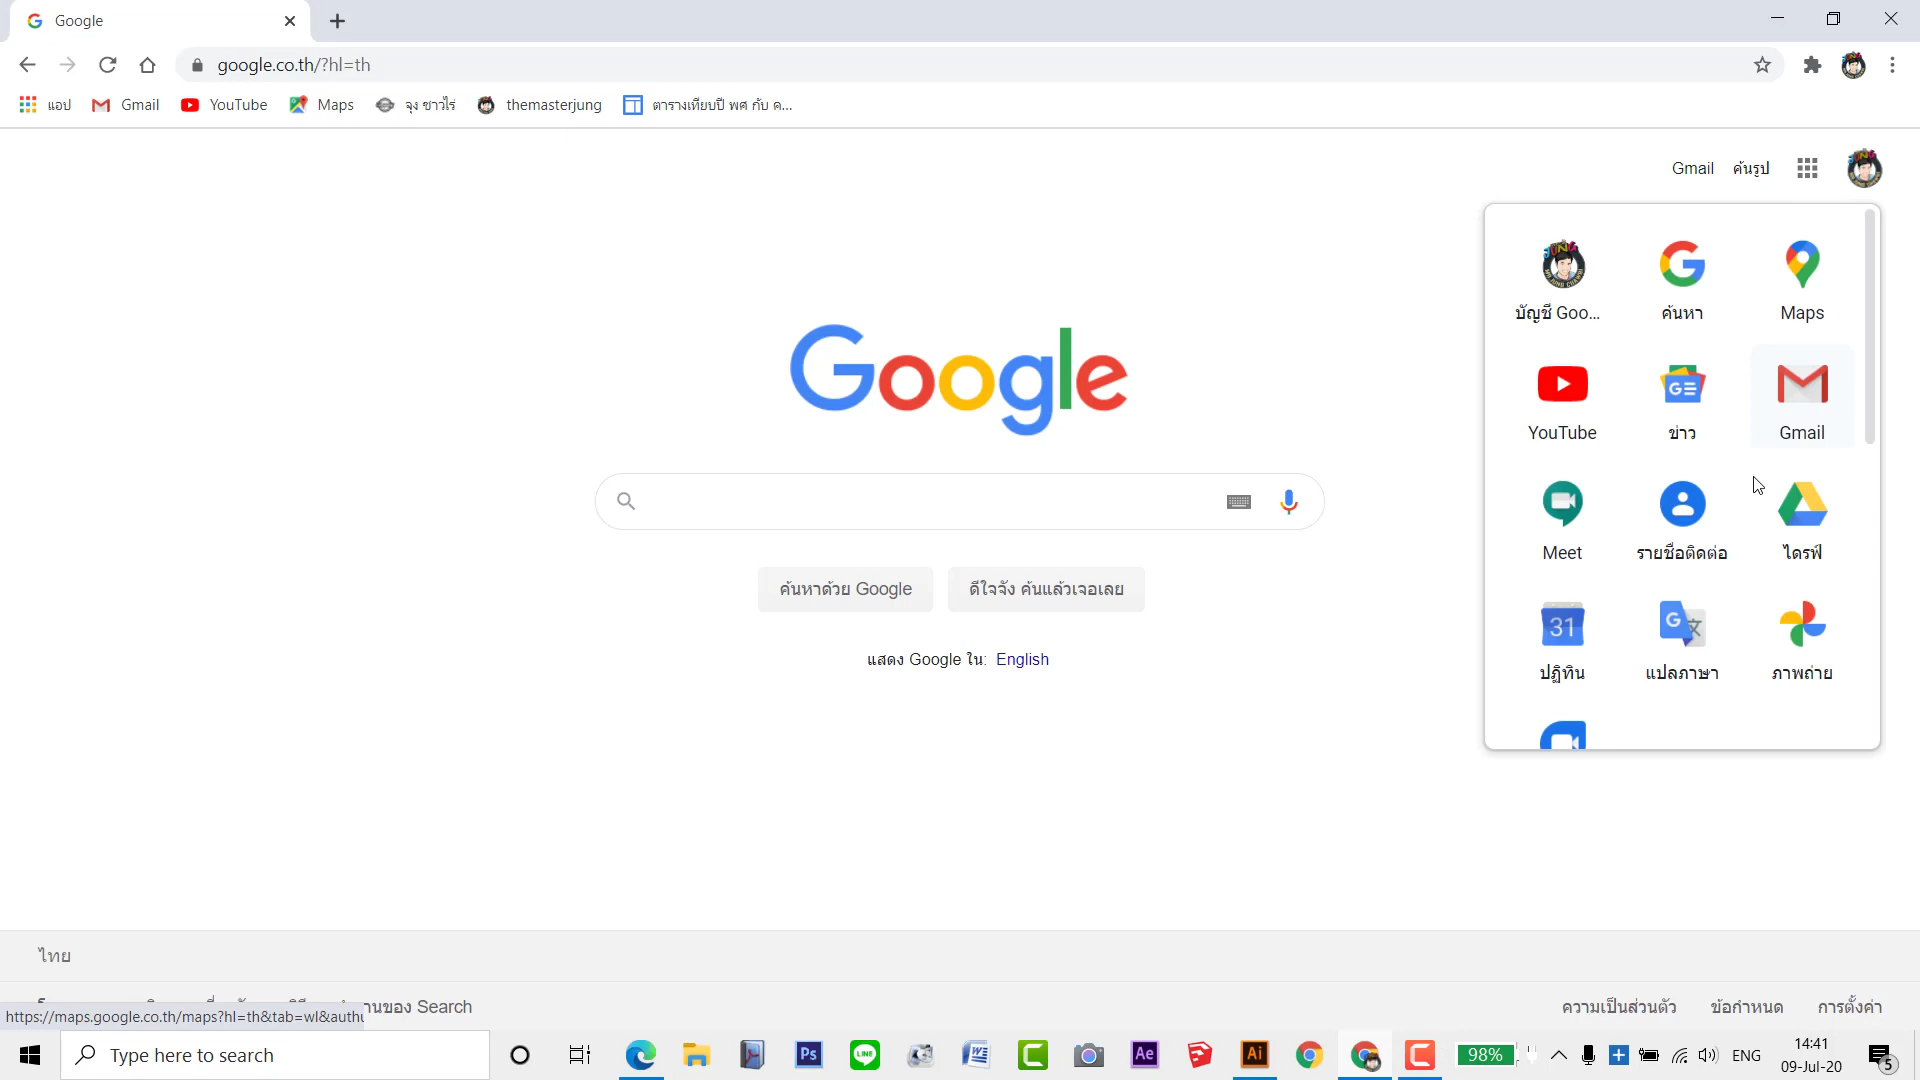 Google
google.co.th/?hl=th
แอป Gmail YouTube Maps จุง ชาวไร่ themasterjung ตารางเทียบปี พศ กับ ค...
Gmail ค้นรูป
บัญชี Goo... ค้นหา Maps
YouTube ข่าว Gmail
Meet รายชื่อติดต่อ ไดรฟ์
31
ปฏิทิน แปลภาษา ภาพถ่าย
Google
ค้นหาด้วย Google ดีใจจัง ค้นแล้วเจอเลย
แสดง Google ใน: English
ไทย
านของ Search ความเป็นส่วนตัว ข้อกำหนด การตั้งค่า
https://maps.google.co.th/maps?hl=th&tab=wl&authu
Type here to search
Ps LINE Ae Ai 98% ENG
14:41
09-Jul-20
5